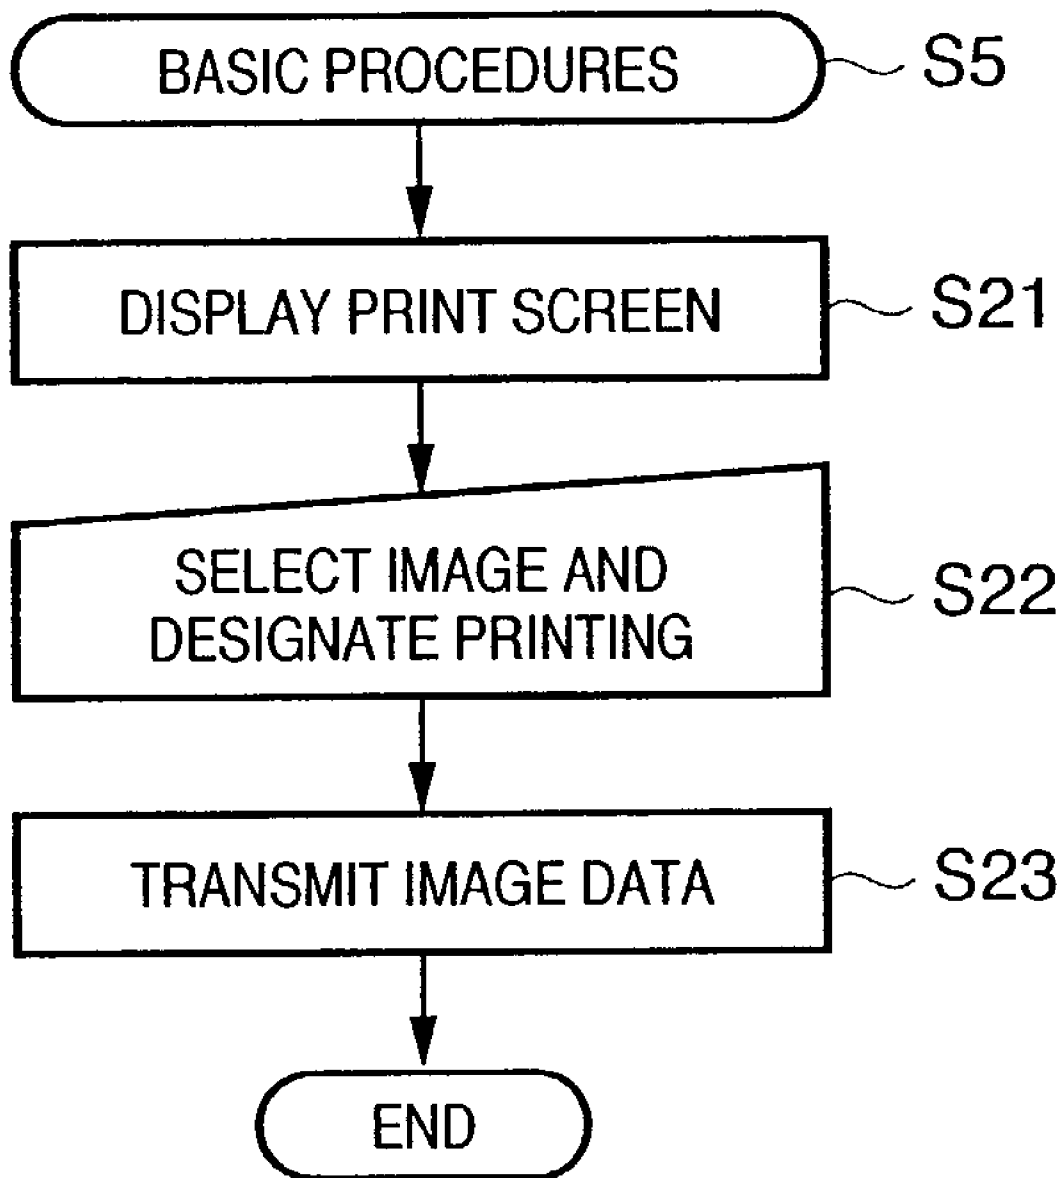 BASIC PROCEDURES S5
DISPLAY PRINT SCREEN S21
SELECT IMAGE AND
DESIGNATE PRINTING S22
TRANSMIT IMAGE DATA S23
END